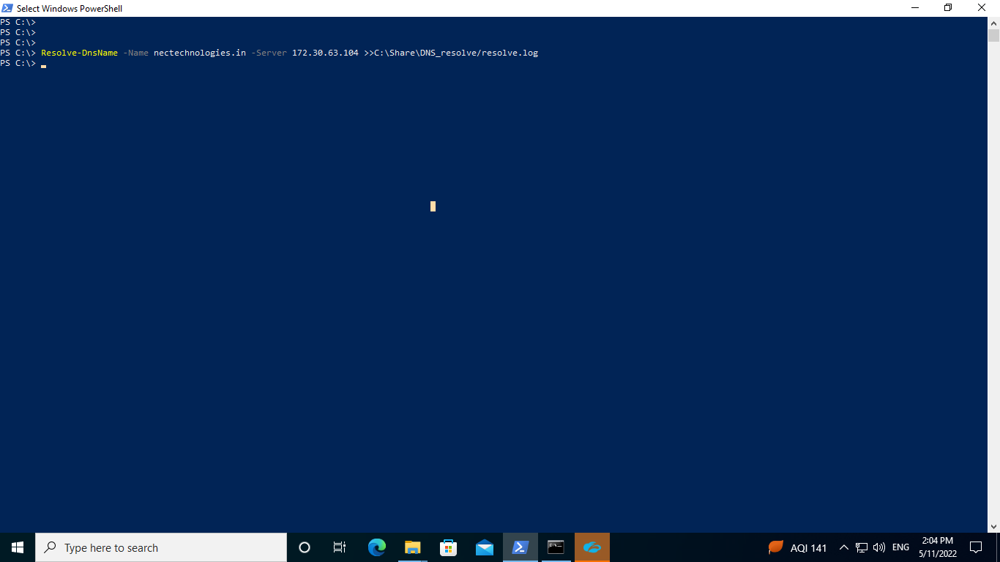 Select Windows PowerShell
PS C:\>
PS C:\>
PS C:\>
PS C:\> Resolve-DnsName -Name nectechnologies.in -Server 172.30.63.104 >>C:\Share\DNS_resolve/resolve.log
PS C:\>
Type here to search
AQI 141
ENG
2:04 PM
5/11/2022